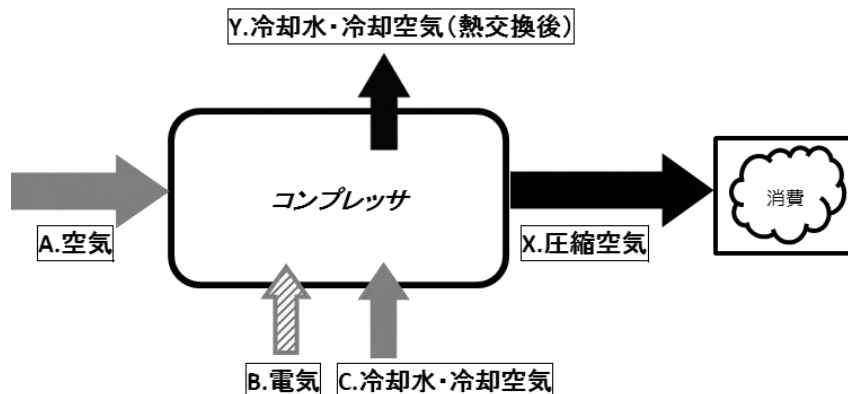 Y.冷却水・冷却空気(熱交換後)
コンプレッサ
消費
A.空気
X.圧縮空気
B.電気
C.冷却水・冷却空気